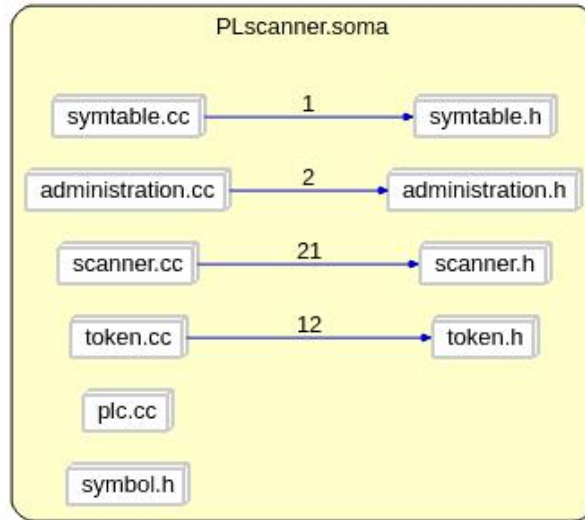 PLscanner.soma
symtable.cc 1 symtable.h
administration.cc 2 administration.h
scanner.cc 21 scanner.h
token.cc 12 token.h
plc.cc
symbol.h